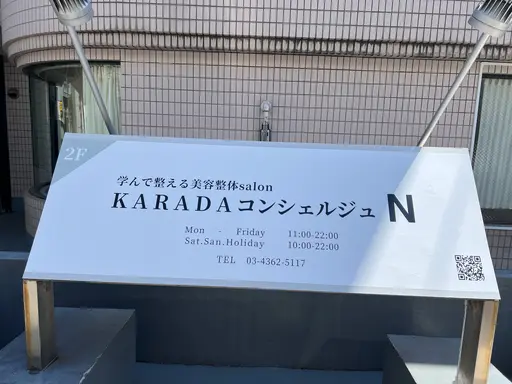 2F
学んで整える美容整体salon
KARADAコンシェルジュ N
Mon - Friday 11:00-22:00
Sat.San.Holiday 10:00-22:00
TEL 03-4362-5117